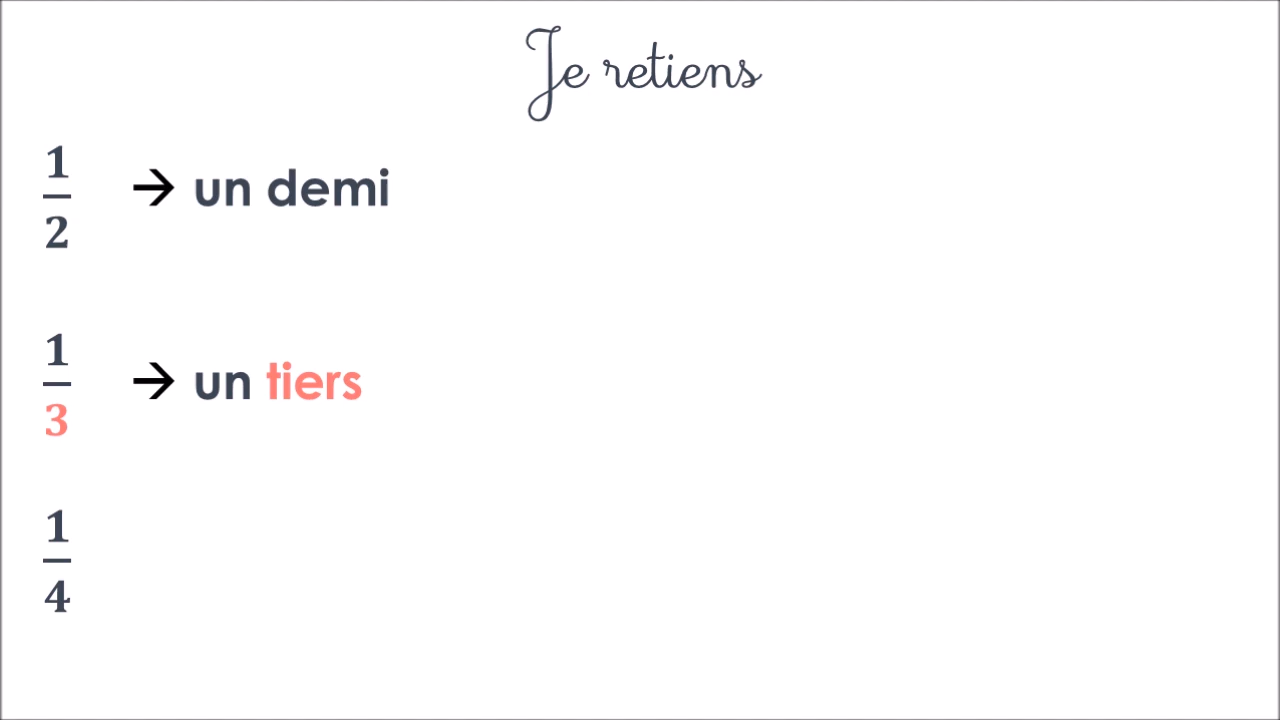 Je retiens
1/2 → un demi
1/3 → un tiers
1/4